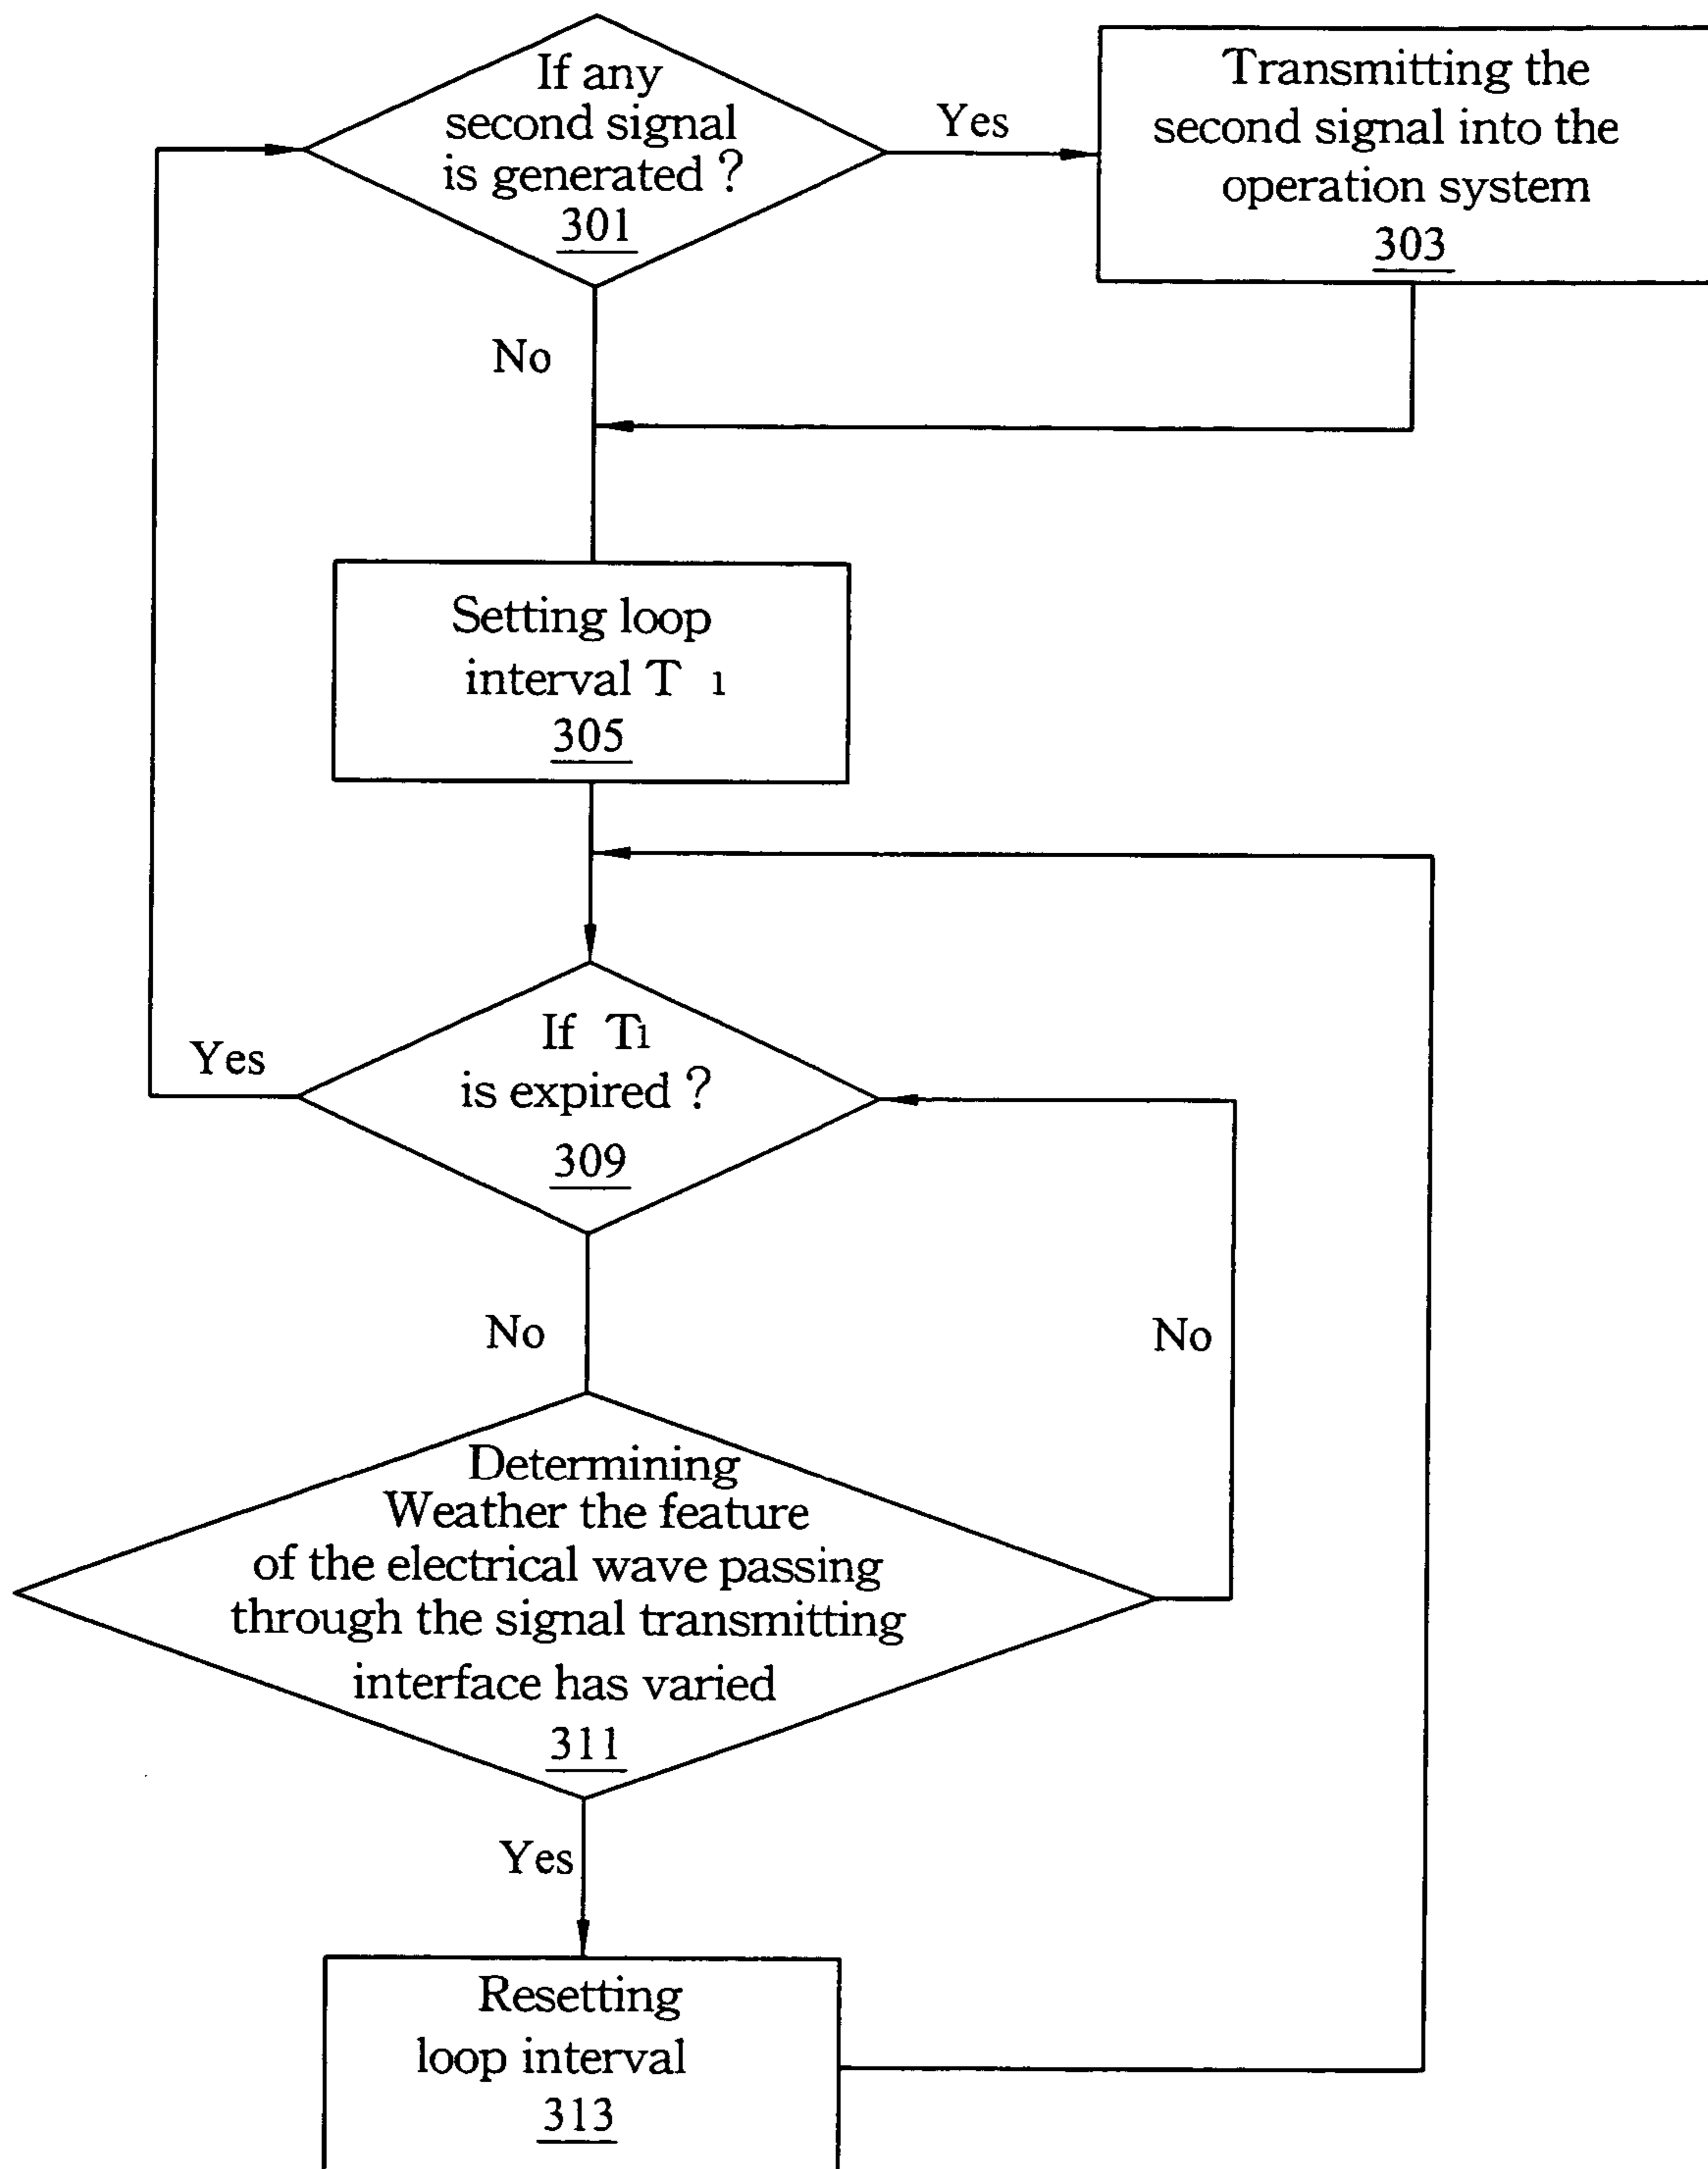 If any
second signal
is generated ?
301
Yes
Transmitting the
second signal into the
operation system
303
No
Setting loop
interval T 1
305
If T1
is expired ?
309
Yes
No
No
Determining
Weather the feature
of the electrical wave passing
through the signal transmitting
interface has varied
311
Yes
Resetting
loop interval
313